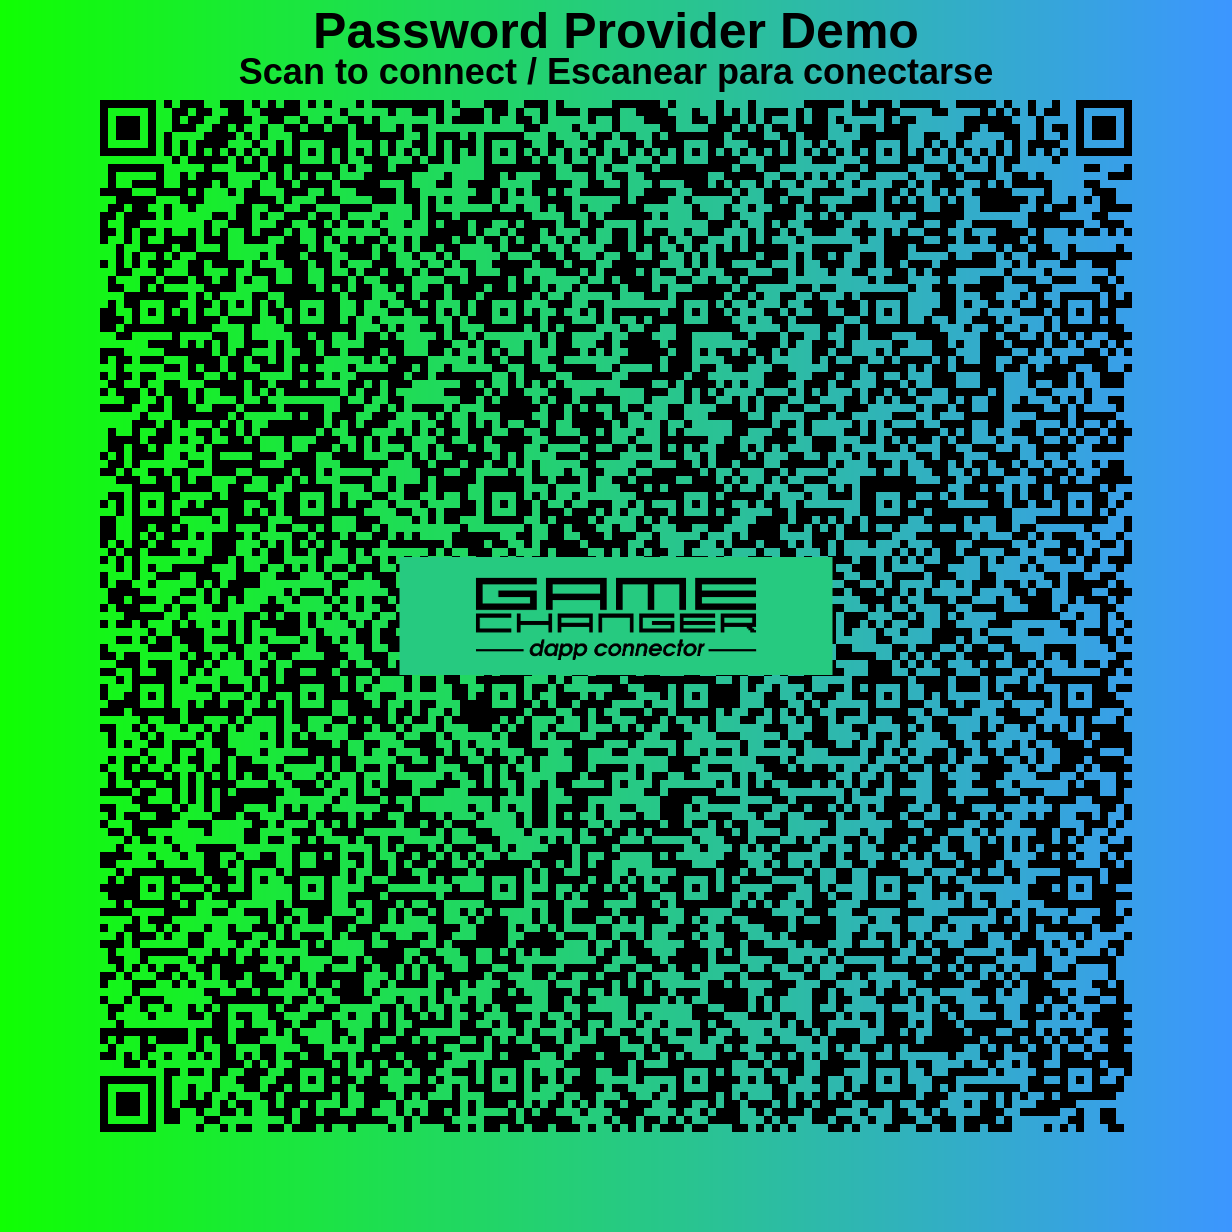 Password Provider Demo
Scan to connect / Escanear para conectarse
GAME
CHANGER
dapp connector